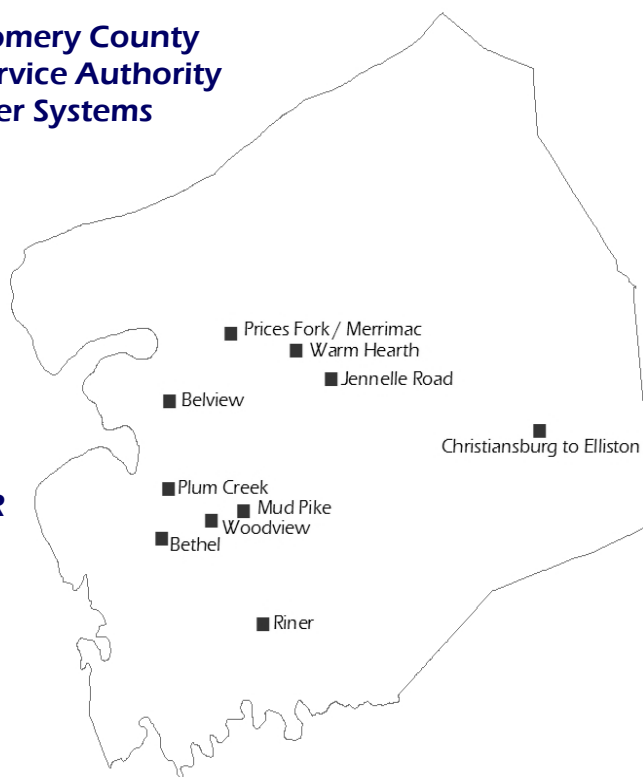 omery County
rvice Authority
er Systems
Prices Fork / Merrimac
Warm Hearth
Jennelle Road
Belview
Christiansburg to Elliston
Plum Creek
R
Mud Pike
Woodview
Bethel
Riner